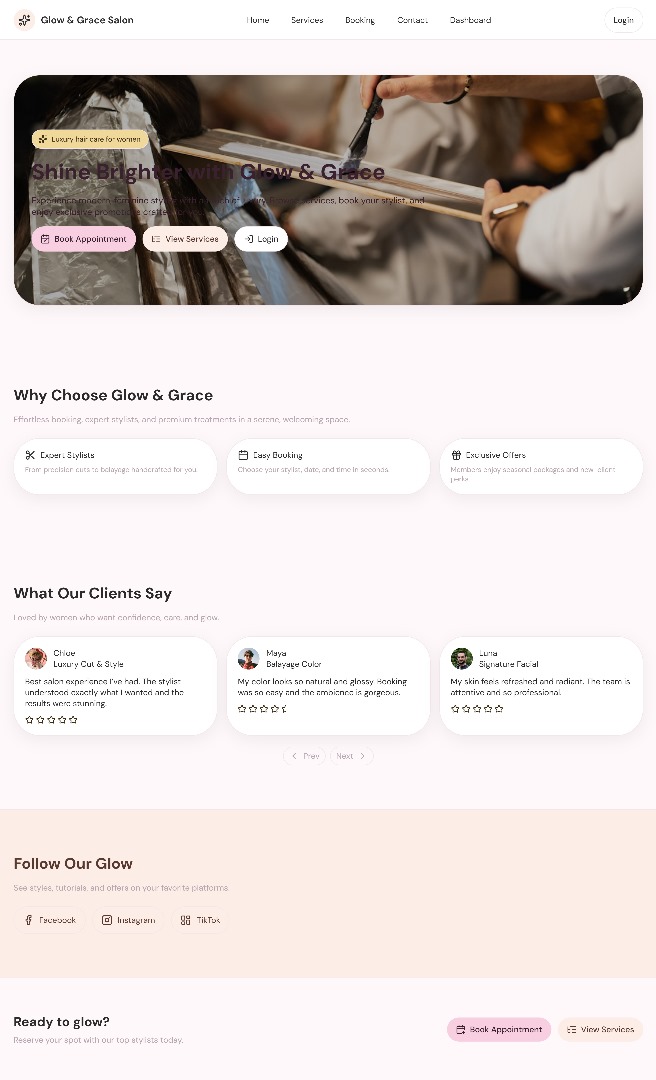 Glow & Grace Salon
Home
Services
Booking
Contact
Dashboard
Login
Luxury hair care for women
Shine Brighter with Glow & Grace
Experience modern feminine styling with a touch of luxury. services, book your stylist, and
enjoy exclusive promotions crafted
Book Appointment
View Services
Login
Why Choose Glow & Grace
Effortless booking, expert stylists, and premium treatments in a serene, welcoming space.
Expert Stylists
From precision cuts to balayage handcrafted for you.
Easy Booking
Choose your stylist, date, and time in seconds.
Exclusive Offers
Members enjoy seasonal packages and new-client
perks.
What Our Clients Say
Loved by women who want confidence, care, and glow.
Chloe
Luxury Cut & Style
Best salon experience I've had. The stylist
understood exactly what I wanted and the
results were stunning.
Maya
Balayage Color
My color looks so natural and glossy. Booking
was so easy and the ambience is gorgeous.
Luna
Signature Facial
My skin feels refreshed and radiant. The team is
attentive and so professional.
Prev
Next
Follow Our Glow
See styles, tutorials, and offers on your favorite platforms.
Facebook
Instagram
TikTok
Ready to glow?
Reserve your spot with our top stylists today.
Book Appointment
View Services